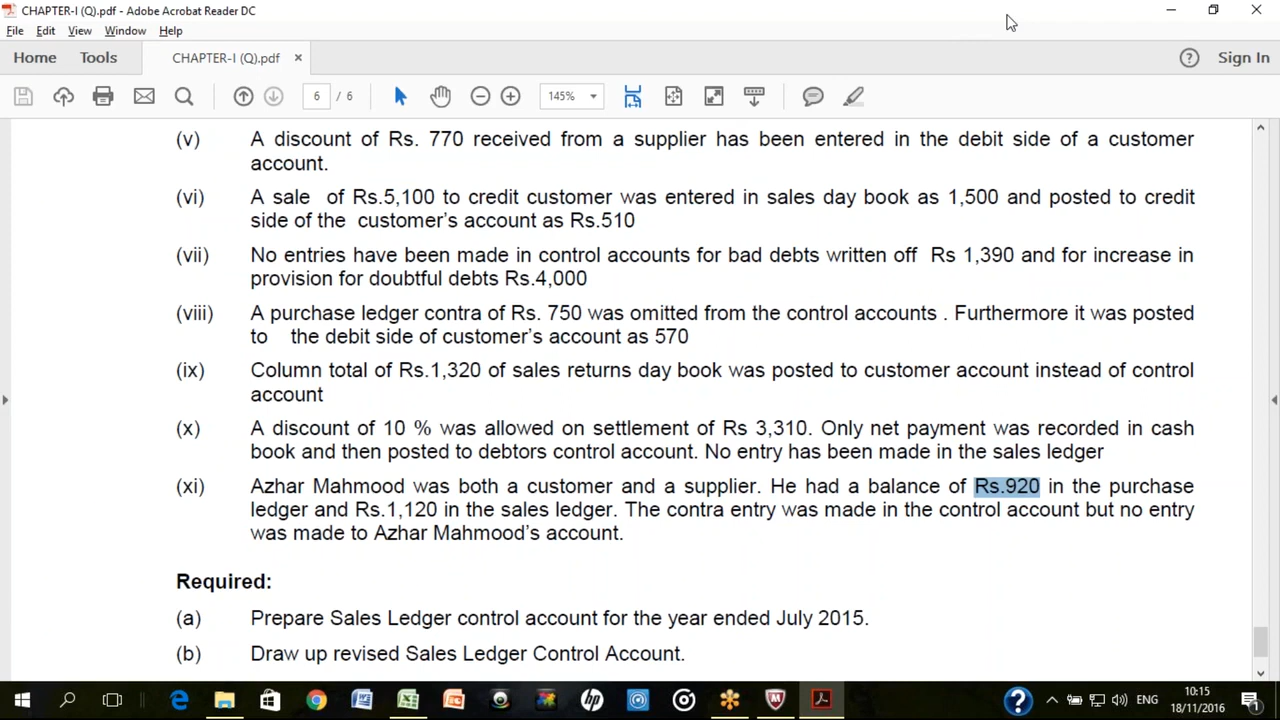 CHAPTER-I (Q).pdf - Adobe Acrobat Reader DC
File Edit View Window Help
Home Tools CHAPTER-I (Q).pdf × ? Sign In
6 / 6 145%
(v) A discount of Rs. 770 received from a supplier has been entered in the debit side of a customer
account.
(vi) A sale of Rs.5,100 to credit customer was entered in sales day book as 1,500 and posted to credit
side of the customer's account as Rs.510
(vii) No entries have been made in control accounts for bad debts written off Rs 1,390 and for increase in
provision for doubtful debts Rs.4,000
(viii) A purchase ledger contra of Rs. 750 was omitted from the control accounts . Furthermore it was posted
to the debit side of customer's account as 570
(ix) Column total of Rs.1,320 of sales returns day book was posted to customer account instead of control
account
(x) A discount of 10 % was allowed on settlement of Rs 3,310. Only net payment was recorded in cash
book and then posted to debtors control account. No entry has been made in the sales ledger
(xi) Azhar Mahmood was both a customer and a supplier. He had a balance of Rs.920 in the purchase
ledger and Rs.1,120 in the sales ledger. The contra entry was made in the control account but no entry
was made to Azhar Mahmood's account.
Required:
(a) Prepare Sales Ledger control account for the year ended July 2015.
(b) Draw up revised Sales Ledger Control Account.
hp ? ENG 10:15
18/11/2016 1